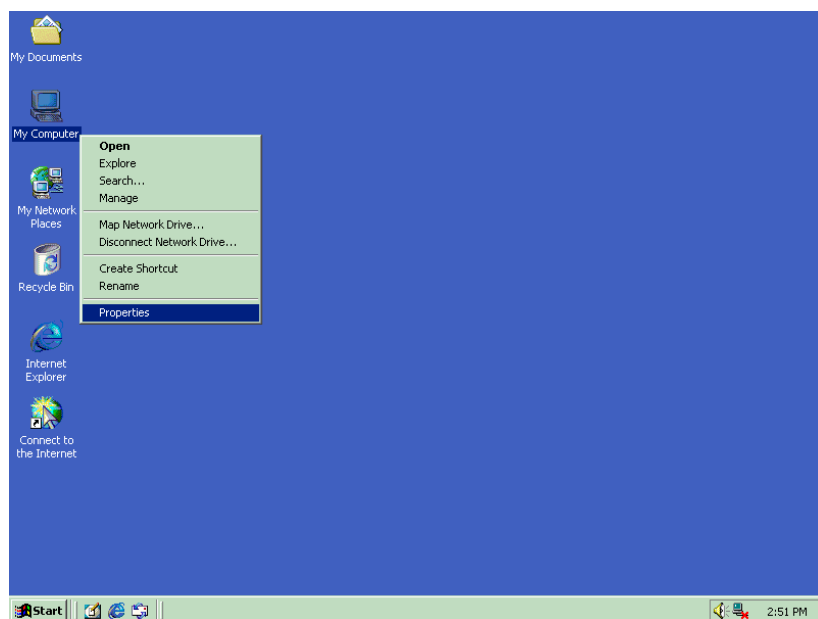 My Documents
My Computer
Open
Explore
Search...
Manage
Map Network Drive...
Disconnect Network Drive...
Create Shortcut
Rename
Properties
My Network
Places
Recycle Bin
Internet
Explorer
Connect to
the Internet
Start
2:51 PM